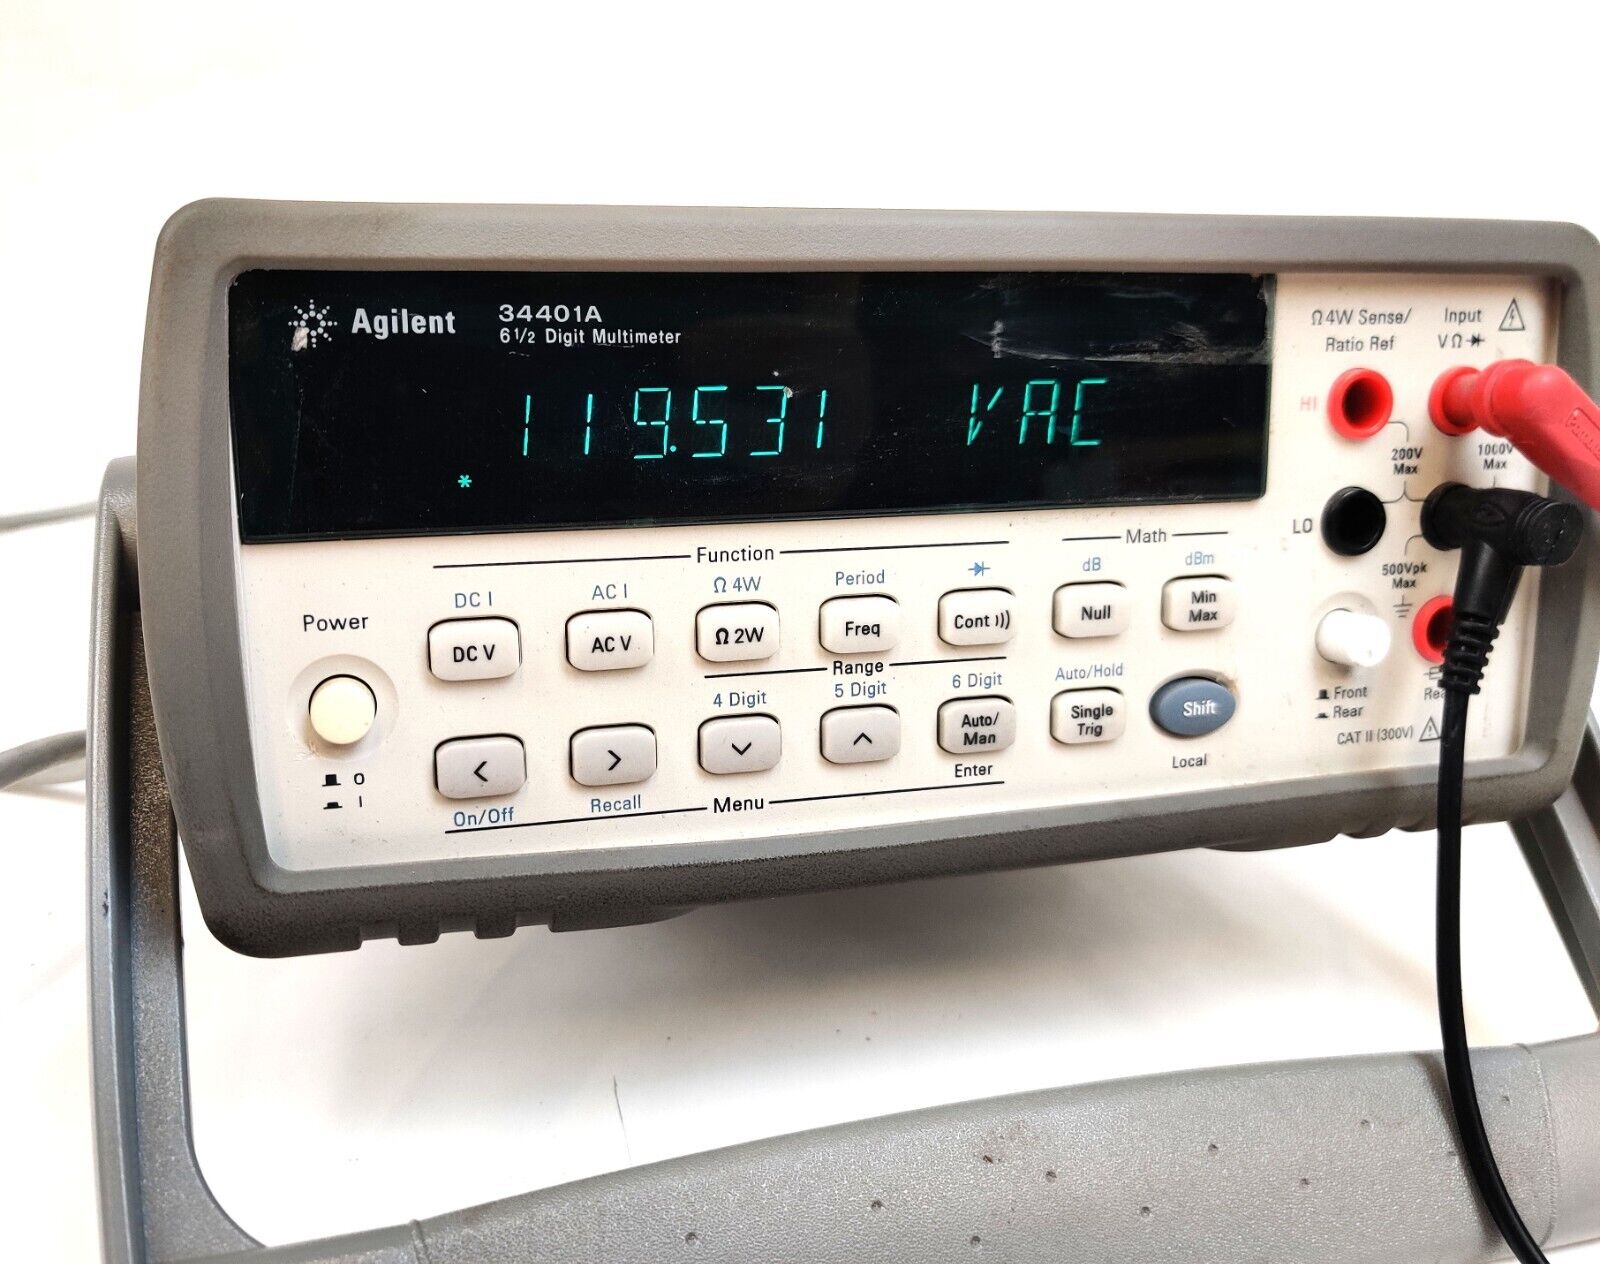 Agilent 34401A
6 1/2 Digit Multimeter
119.531 VAC
*
Ω4W Sense/
Ratio Ref
Input
VΩ
HI
200V
Max
1000V
Max
LO
500Vpk
Max
Front
Rear
CAT II (300V)
Power
0
I
Function
Math
DC I
AC I
Ω 4W
Period
dB
dBm
DC V
AC V
Ω 2W
Freq
Cont )))
Null
Min
Max
Range
4 Digit
5 Digit
6 Digit
Auto/Hold
<
>
Auto/
Man
Single
Trig
Shift
On/Off
Recall
Menu
Enter
Local